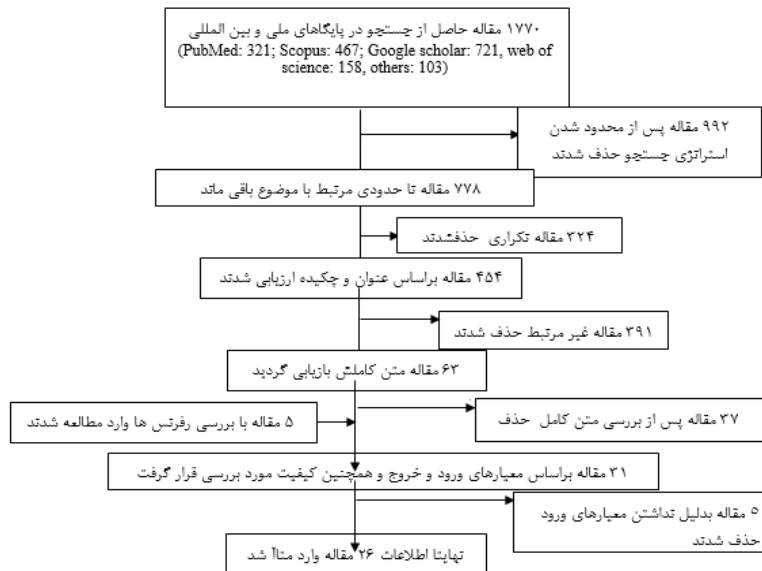 ۱۷۷۰ مقاله حاصل از جستجو در پایگاهای ملی و بین المللی
(PubMed: 321; Scopus: 467; Google scholar: 721, web of
science: 158, others: 103)
۹۹۲ مقاله پس از محدود شدن
استراتژی جستجو حذف شدند
۷۷۸ مقاله تا حدودی مرتبط با موضوع باقی ماند
۳۲۴ مقاله تکراری حذفشدند
۴۵۴ مقاله براساس عنوان و چکیده ارزیابی شدند
۳۹۱ مقاله غیر مرتبط حذف شدند
۶۳ مقاله متن کاملش بازیابی گردید
۳۷ مقاله پس از بررسی متن کامل حذف
۵ مقاله با بررسی رفرنس ها وارد مطالعه شدند
۳۱ مقاله براساس معیارهای ورود و خروج و همچنین کیفیت مورد بررسی قرار گرفت
۵ مقاله بدلیل نداشتن معیارهای ورود
حذف شدند
نهایتا اطلاعات ۲۶ مقاله وارد متاآ شد